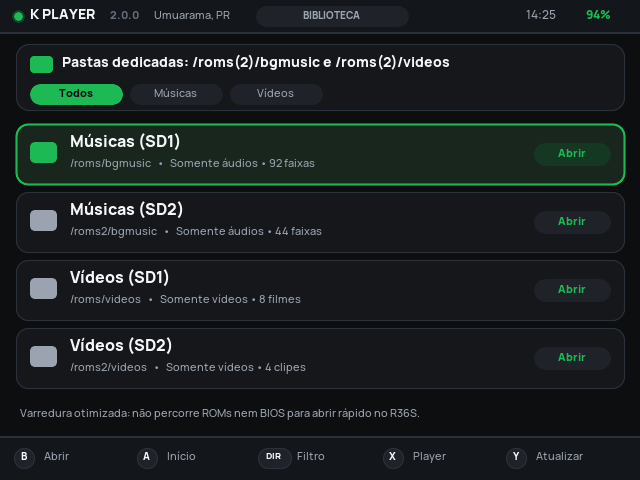 K PLAYER 2.0.0 Umuarama, PR BIBLIOTECA 14:25 94%
Pastas dedicadas: /roms(2)/bgmusic e /roms(2)/videos
Todos Músicas Vídeos
Músicas (SD1)
/roms/bgmusic • Somente áudios • 92 faixas
Abrir
Músicas (SD2)
/roms2/bgmusic • Somente áudios • 44 faixas
Abrir
Vídeos (SD1)
/roms/videos • Somente vídeos • 8 filmes
Abrir
Vídeos (SD2)
/roms2/videos • Somente vídeos • 4 clipes
Abrir
Varredura otimizada: não percorre ROMs nem BIOS para abrir rápido no R36S.
B Abrir A Início DIR Filtro X Player Y Atualizar